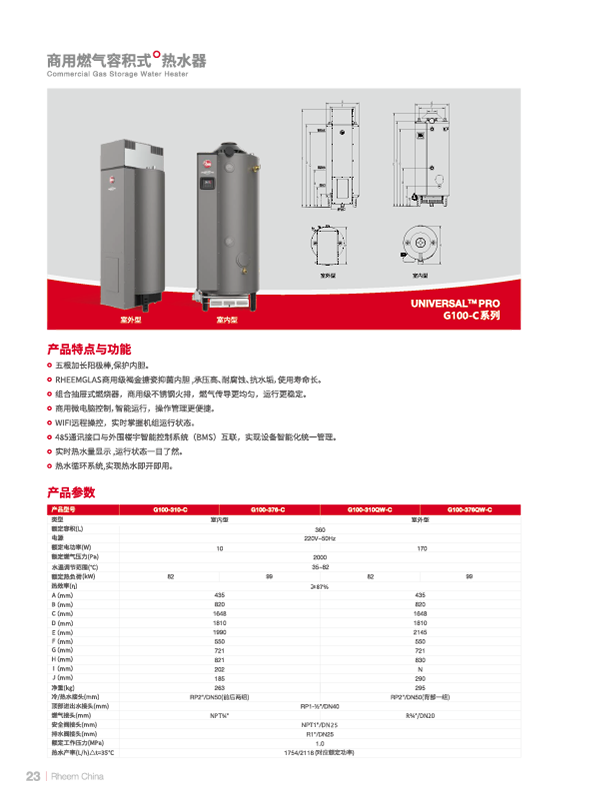 商用燃气容积式热水器
Commercial Gas Storage Water Heater
室外型
室内型
室外型
室内型
UNIVERSAL™ PRO
G100-C系列
产品特点与功能
五根加长阳极棒,保护内胆。
RHEEMGLAS商用级褐金搪瓷抑菌内胆,承压高、耐腐蚀、抗水垢,使用寿命长。
组合抽屉式燃烧器，商用级不锈钢火排，燃气传导更均匀，运行更稳定。
商用微电脑控制,智能运行，操作管理更便捷。
WIFI远程操控，实时掌握机组运行状态。
485通讯接口与外围楼宇智能控制系统（BMS）互联，实现设备智能化统一管理。
实时热水量显示,运行状态一目了然。
热水循环系统,实现热水即开即用。
产品参数
产品型号 G100-310-C G100-376-C G100-310QW-C G100-376QW-C
类型 室内型 室外型
额定容积(L) 360
电源 220V~50Hz
额定电功率(W) 10 170
额定燃气压力(Pa) 2000
水温调节范围(°C) 35~82
额定热负荷(kW) 82 99 82 99
热效率(η) ≥87%
A (mm) 435 435
B (mm) 820 820
C (mm) 1648 1648
D (mm) 1810 1810
E (mm) 1990 2145
F (mm) 550 550
G (mm) 721 721
H (mm) 821 830
I (mm) 202 N
J (mm) 185 290
净重(kg) 263 295
冷/热水接头(mm) RP2"/DN50(前后两组) RP2"/DN50(背部一组)
顶部进出水接头(mm) RP1-½"/DN40
燃气接头(mm) NPT¾" R¾"/DN20
安全阀接头(mm) NPT1"/DN25
排水阀接头(mm) R1"/DN25
额定工作压力(MPa) 1.0
热水产率(L/h)△t=35°C 1754/2118 (对应额定功率)
23 Rheem China